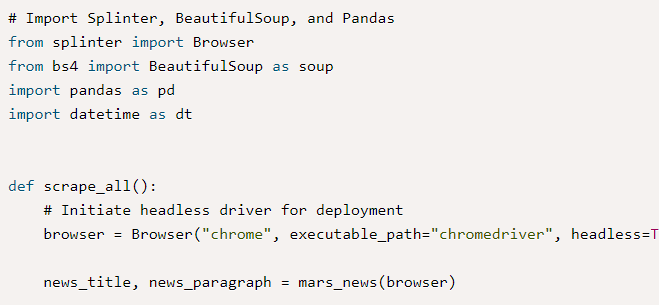 # Import Splinter, BeautifulSoup, and Pandas
from splinter import Browser
from bs4 import BeautifulSoup as soup
import pandas as pd
import datetime as dt
def scrape_all():
# Initiate headless driver for deployment
browser = Browser("chrome", executable_path="chromedriver", headless=T
news_title, news_paragraph = mars_news(browser)